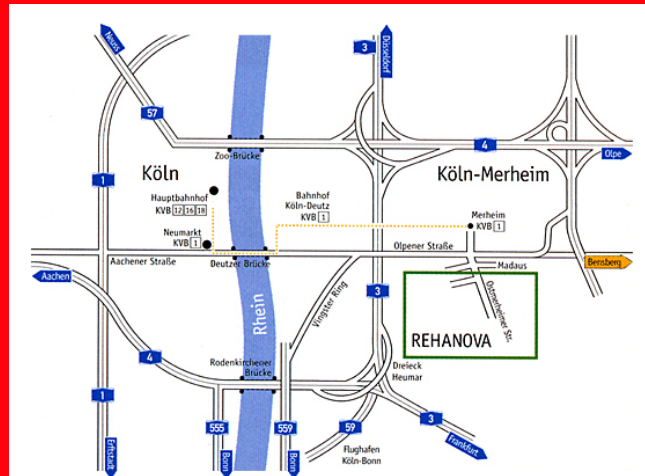 Neuss
3
Düsseldorf
57
4
Olpe
Zoo-Brücke
1
Köln
Köln-Merheim
Hauptbahnhof
KVB 12 16 18
Bahnhof
Köln-Deutz
KVB 1
Merheim
KVB 1
Neumarkt
KVB 1
Olpener Straße
Aachener Straße
Deutzer Brücke
Madaus
Bensberg
Aachen
Rhein
Vingster Ring
3
Ostmerheimer Str.
REHANOVA
4
Rodenkirchener
Brücke
Dreieck
Heumar
1
555
559
59
3
Erftstadt
Bonn
Bonn
Flughafen
Köln-Bonn
Frankfurt